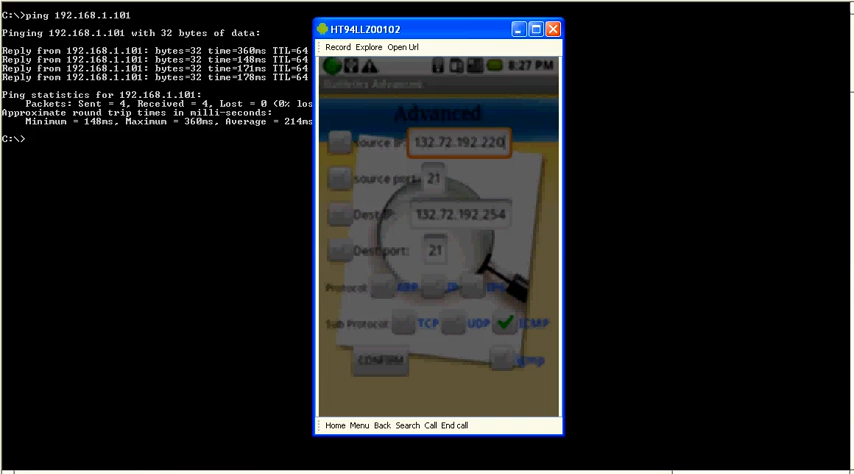 C:\>ping 192.168.1.101
Pinging 192.168.1.101 with 32 bytes of data:
Reply from 192.168.1.101: bytes=32 time=360ms TTL=64
Reply from 192.168.1.101: bytes=32 time=148ms TTL=64
Reply from 192.168.1.101: bytes=32 time=171ms TTL=64
Reply from 192.168.1.101: bytes=32 time=178ms TTL=64
Ping statistics for 192.168.1.101:
Packets: Sent = 4, Received = 4, Lost = 0 (0% los
Approximate round trip times in milli-seconds:
Minimum = 148ms, Maximum = 360ms, Average = 214ms
C:\>
HT94LLZ00102
Record Explore Open Url
8:27 PM
Statistics Advanced
Advanced
source IP: 132.72.192.220
source port: 21
Dest IP: 132.72.192.254
Dest port: 21
Protocol: ARP IP
Sub Protocol: TCP UDP ICMP
CONFIRM
Home Menu Back Search Call End call